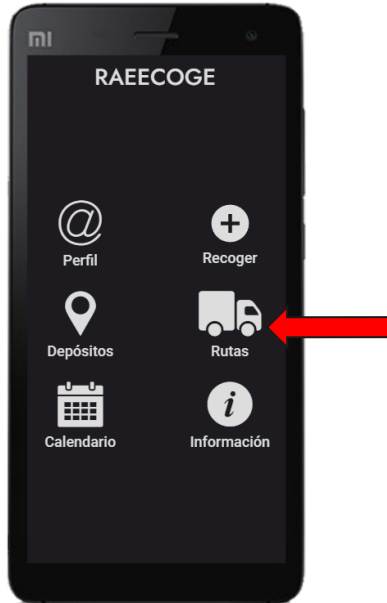 mi
RAEECOGE
@
Perfil
Recoger
Depósitos
Rutas
Calendario
Información